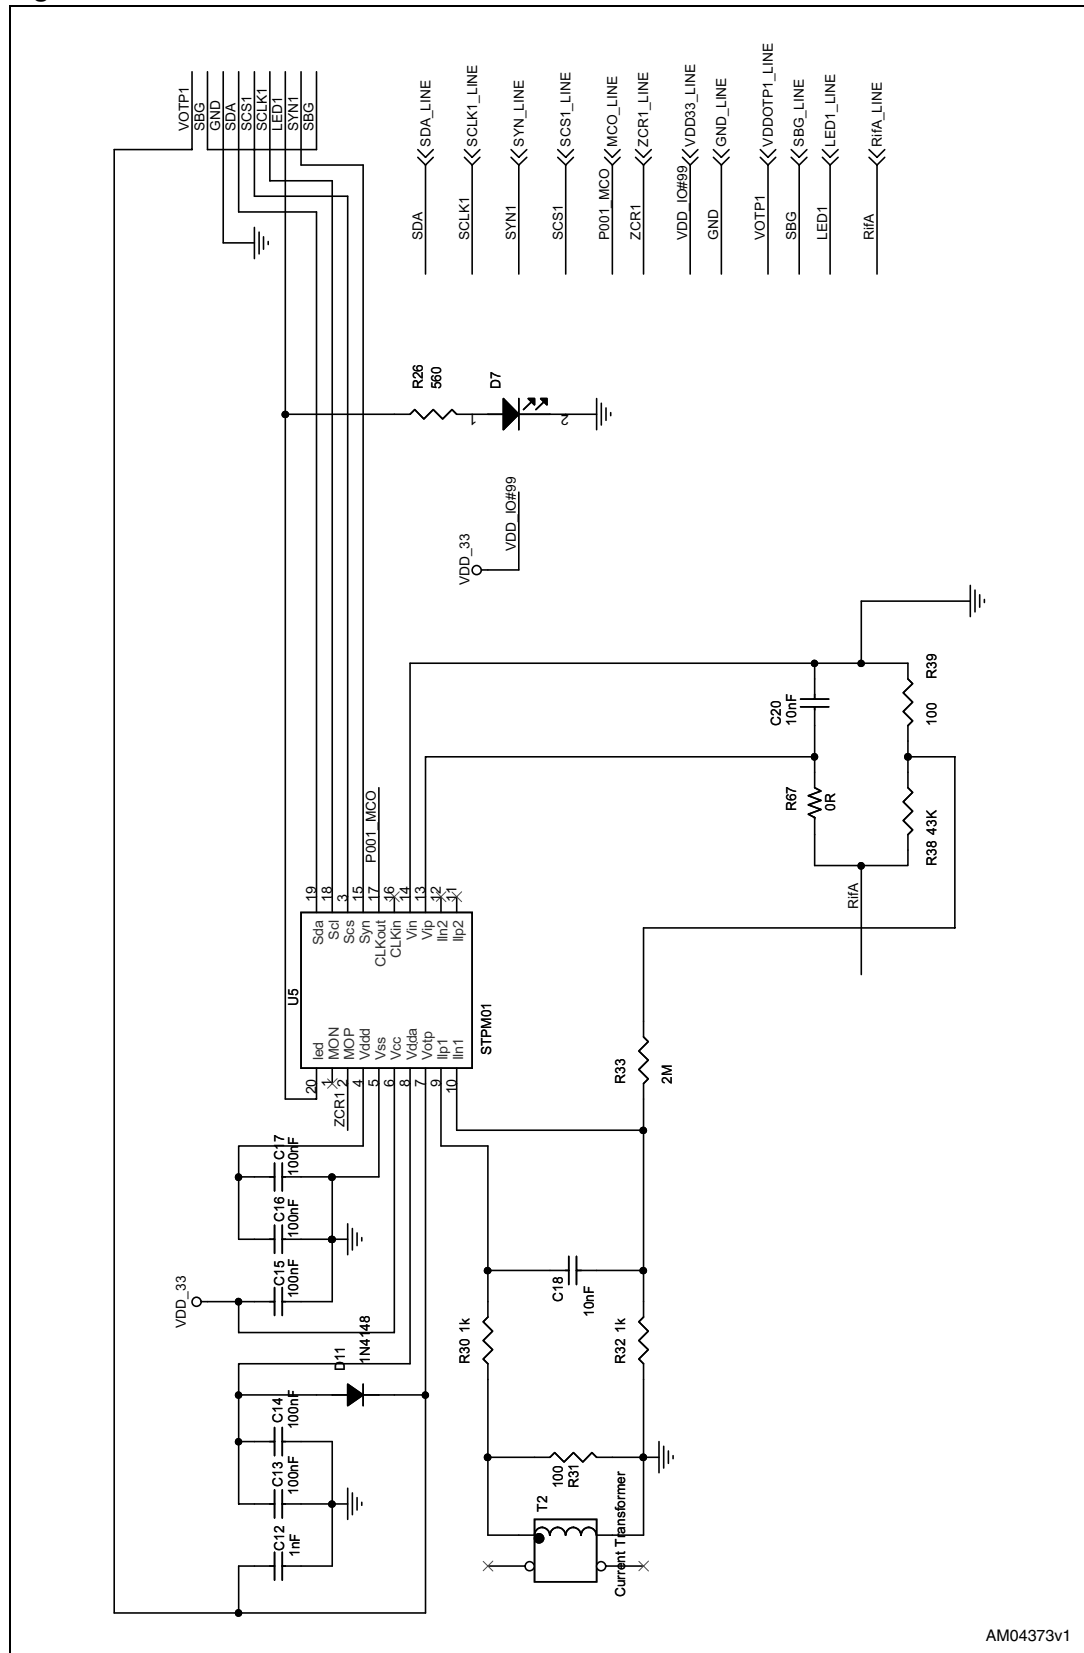 VOTP1
SBG
GND
SDA
SCS1
SCLK1
LED1
SYN1
SBG
SDA SDA_LINE
SCLK1 SCLK1_LINE
SYN1 SYN_LINE
SCS1 SCS1_LINE
P001_MCO MCO_LINE
ZCR1 ZCR1_LINE
VDD_IO#99 VDD33_LINE
GND GND_LINE
VOTP1 VDDOTP1_LINE
SBG SBG_LINE
LED1 LED1_LINE
RifA RifA_LINE
R26
560
D7
1
2
VDD_33
VDD_IO#99
C20
10nF
R39
100
R67
0R
R38 43K
RifA
P001_MCO
U5
STPM01
19 Sda
18 Scl
3 Scs
15 Syn
17 CLKout
16 CLKin
14 Vin
13 Vip
12 IIn2
11 IIp2
20 led
1 MON
2 MOP
4 Vddd
5 Vss
6 Vcc
8 Vdda
7 Votp
9 IIp1
10 IIn1
ZCR1
R33
2M
C17
100nF
C16
100nF
C15
100nF
VDD_33
D11
1N4148
C14
100nF
C13
100nF
C12
1nF
C18
10nF
R30 1k
R32 1k
100
R31
T2
Current Transformer
AM04373v1